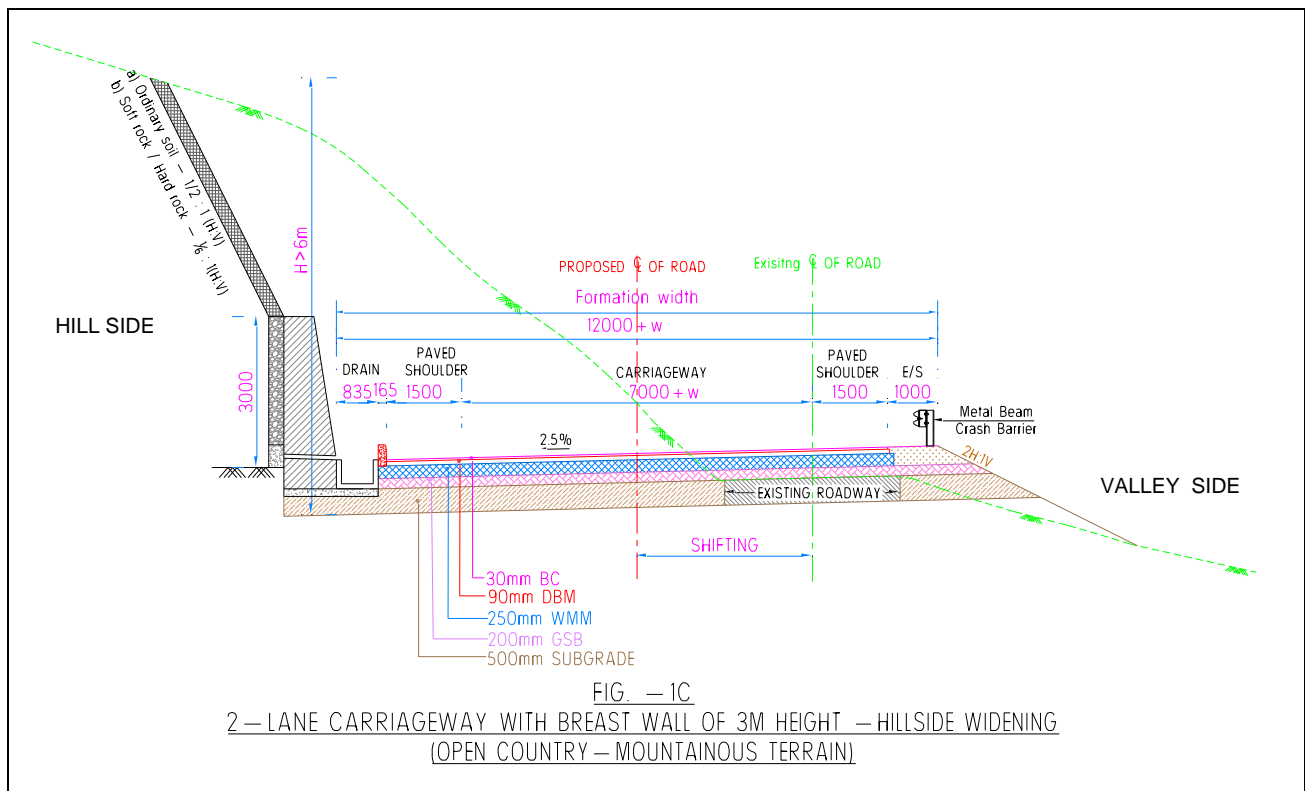 a) Ordinary soil – 1/2 : 1 (H:V)
b) Soft rock / Hard rock – ⅙ : 1(H:V)
H>6m
HILL SIDE
3000
PROPOSED ℄ OF ROAD
Exisitng ℄ OF ROAD
Formation width
12000+w
DRAIN
835
165
PAVED
SHOULDER
1500
CARRIAGEWAY
7000+w
PAVED
SHOULDER
1500
E/S
1000
Metal Beam
Crash Barrier
2.5%
2H:1V
EXISTING ROADWAY
VALLEY SIDE
SHIFTING
30mm BC
90mm DBM
250mm WMM
200mm GSB
500mm SUBGRADE
FIG. – 1C
2–LANE CARRIAGEWAY WITH BREAST WALL OF 3M HEIGHT –HILLSIDE WIDENING
(OPEN COUNTRY–MOUNTAINOUS TERRAIN)